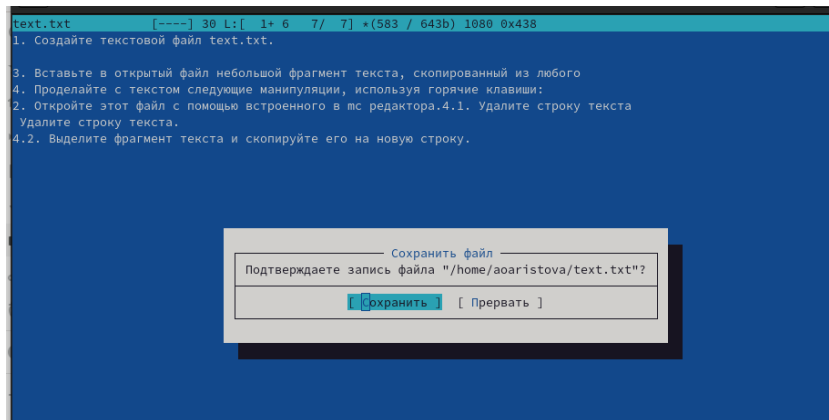 text.txt [----] 30 L:[ 1+ 6 7/ 7] *(583 / 643b) 1080 0x438
1. Создайте текстовой файл text.txt.
3. Вставьте в открытый файл небольшой фрагмент текста, скопированный из любого
4. Проделайте с текстом следующие манипуляции, используя горячие клавиши:
2. Откройте этот файл с помощью встроенного в mc редактора.4.1. Удалите строку текста
Удалите строку текста.
4.2. Выделите фрагмент текста и скопируйте его на новую строку.
Сохранить файл
Подтверждаете запись файла "/home/aoaristova/text.txt"?
[ Сохранить ] [ Прервать ]